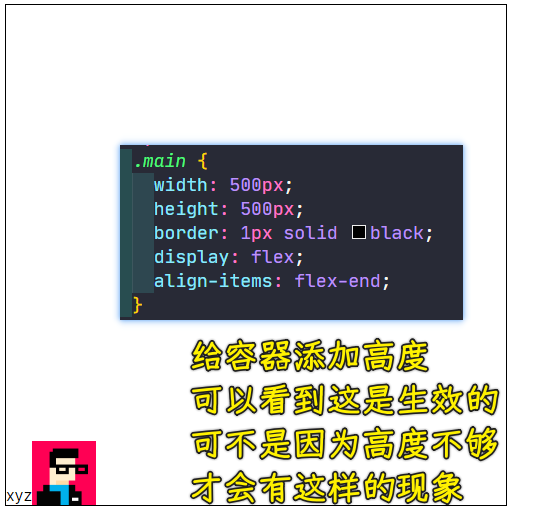 .main {
width: 500px;
height: 500px;
border: 1px solid black;
display: flex;
align-items: flex-end;
}
给容器添加高度
可以看到这是生效的
可不是因为高度不够
才会有这样的现象
xyz